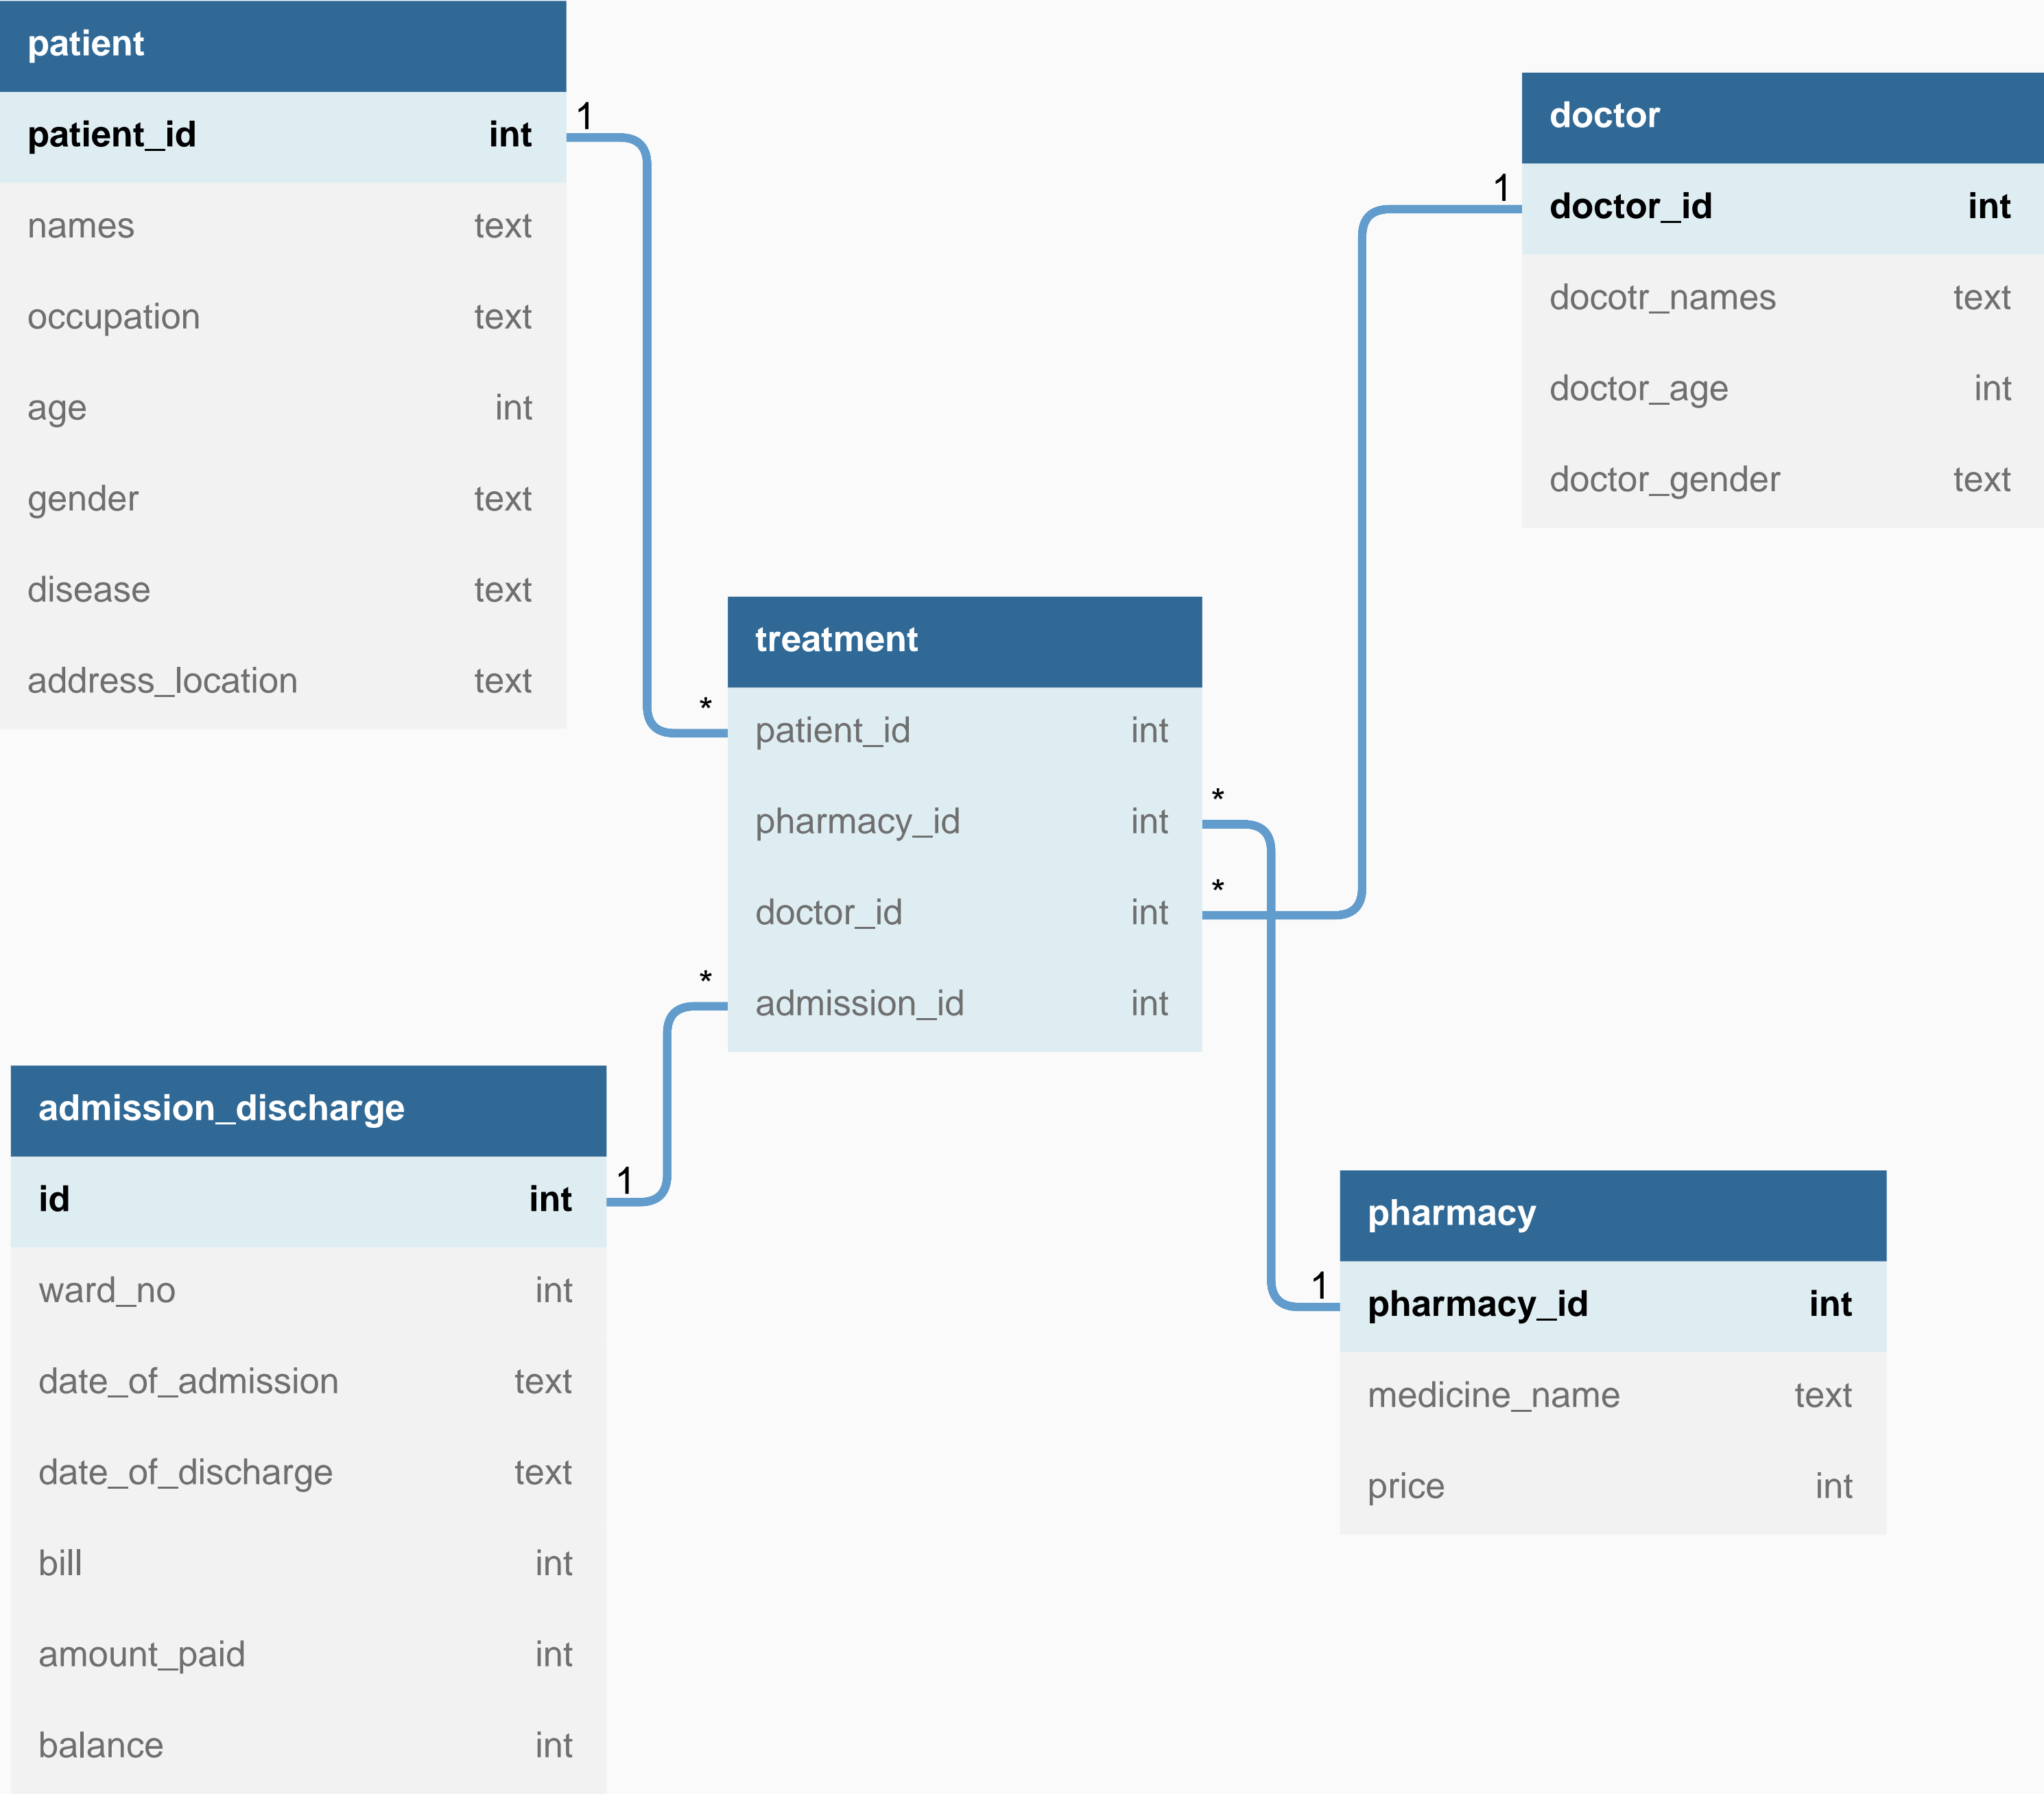 patient
patient_id int
names text
occupation text
age int
gender text
disease text
address_location text
1
*
doctor
doctor_id int
docotr_names text
doctor_age int
doctor_gender text
1
*
treatment
patient_id int
pharmacy_id int
doctor_id int
admission_id int
*
*
admission_discharge
id int
ward_no int
date_of_admission text
date_of_discharge text
bill int
amount_paid int
balance int
1
pharmacy
pharmacy_id int
medicine_name text
price int
1